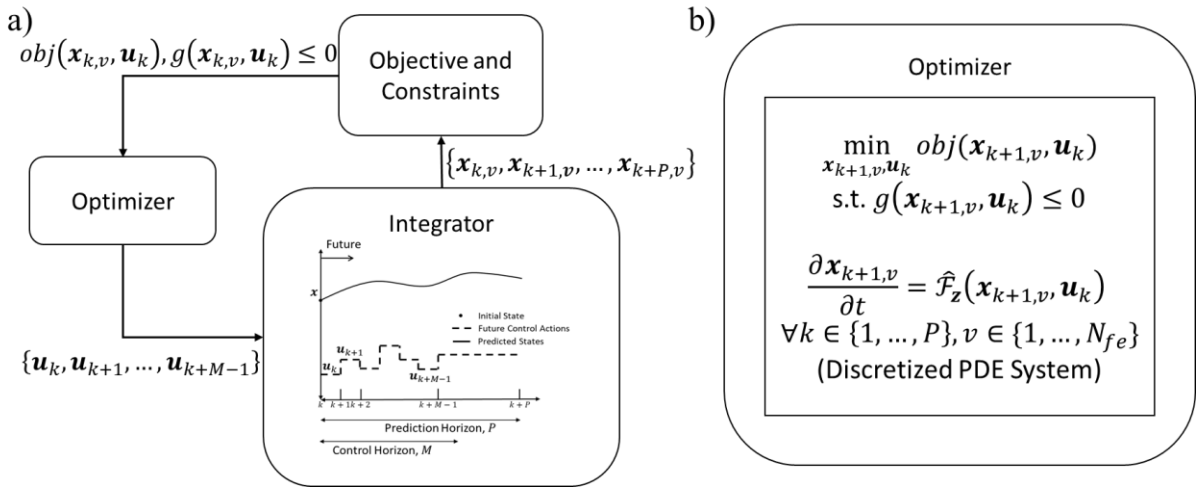 a)
obj(x_{k,v}, u_k), g(x_{k,v}, u_k) ≤ 0
Objective and
Constraints
{x_{k,v}, x_{k+1,v}, ..., x_{k+P,v}}
Optimizer
Integrator
Future
x
Initial State
Future Control Actions
Predicted States
u_k
u_{k+1}
u_{k+M−1}
k
k+1
k+2
k+M−1
k+P
Prediction Horizon, P
Control Horizon, M
{u_k, u_{k+1}, ..., u_{k+M−1}}
b)
Optimizer
min_{x_{k+1,v}, u_k} obj(x_{k+1,v}, u_k)
s.t. g(x_{k+1,v}, u_k) ≤ 0
∂x_{k+1,v}/∂t = ℱ̂_z(x_{k+1,v}, u_k)
∀k ∈ {1, ..., P}, v ∈ {1, ..., N_{fe}}
(Discretized PDE System)